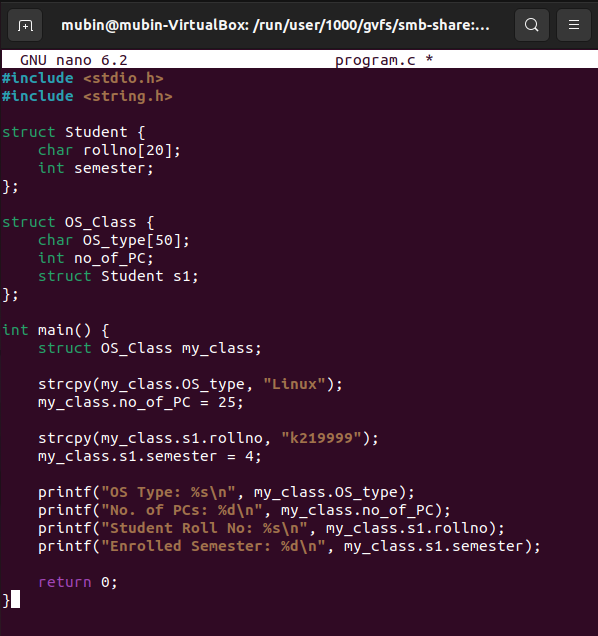 mubin@mubin-VirtualBox: /run/user/1000/gvfs/smb-share:...
GNU nano 6.2 program.c *
#include <stdio.h>
#include <string.h>

struct Student {
    char rollno[20];
    int semester;
};

struct OS_Class {
    char OS_type[50];
    int no_of_PC;
    struct Student s1;
};

int main() {
    struct OS_Class my_class;

    strcpy(my_class.OS_type, "Linux");
    my_class.no_of_PC = 25;

    strcpy(my_class.s1.rollno, "k219999");
    my_class.s1.semester = 4;

    printf("OS Type: %s\n", my_class.OS_type);
    printf("No. of PCs: %d\n", my_class.no_of_PC);
    printf("Student Roll No: %s\n", my_class.s1.rollno);
    printf("Enrolled Semester: %d\n", my_class.s1.semester);

    return 0;
}